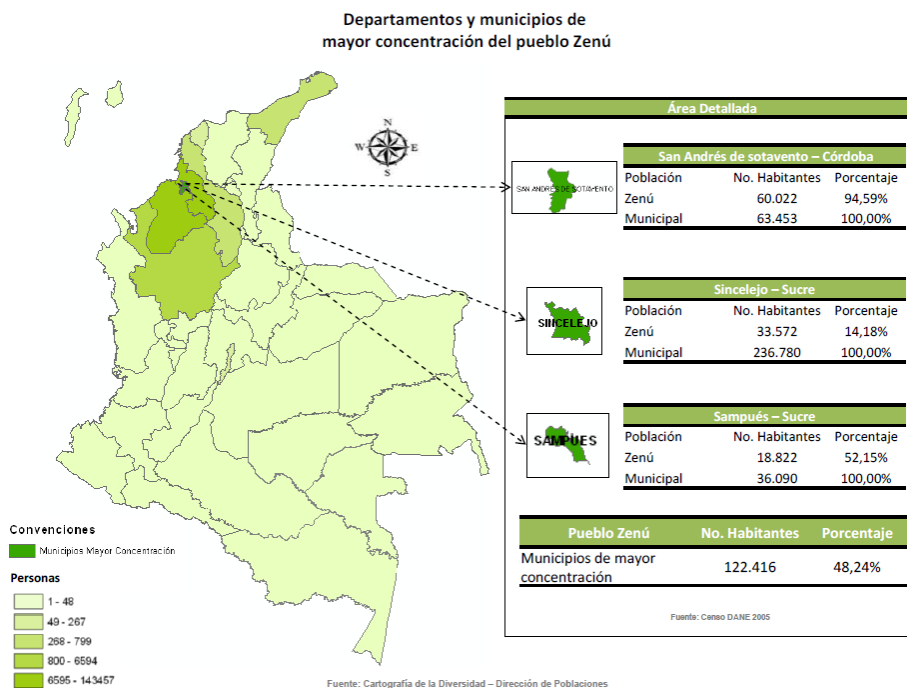 Departamentos y municipios de
mayor concentración del pueblo Zenú
N
W E
S
Área Detallada
SAN ANDRÉS DE SOTAVENTO
San Andrés de sotavento – Córdoba
Población No. Habitantes Porcentaje
Zenú 60.022 94,59%
Municipal 63.453 100,00%
SINCELEJO
Sincelejo – Sucre
Población No. Habitantes Porcentaje
Zenú 33.572 14,18%
Municipal 236.780 100,00%
SAMPUES
Sampués – Sucre
Población No. Habitantes Porcentaje
Zenú 18.822 52,15%
Municipal 36.090 100,00%
Pueblo Zenú No. Habitantes Porcentaje
Municipios de mayor
concentración 122.416 48,24%
Fuente: Censo DANE 2005
Convenciones
Municipios Mayor Concentración
Personas
1 - 48
49 - 267
268 - 799
800 - 6594
6595 - 143457
Fuente: Cartografía de la Diversidad – Dirección de Poblaciones